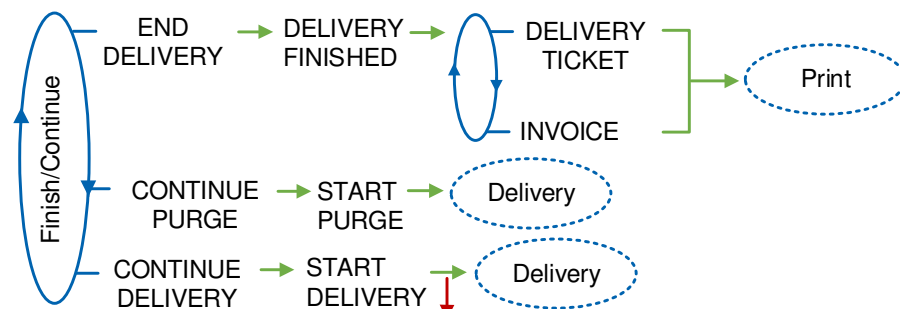 Finish/Continue
END
DELIVERY
DELIVERY
FINISHED
DELIVERY
TICKET
INVOICE
Print
CONTINUE
PURGE
START
PURGE
Delivery
CONTINUE
DELIVERY
START
DELIVERY
Delivery